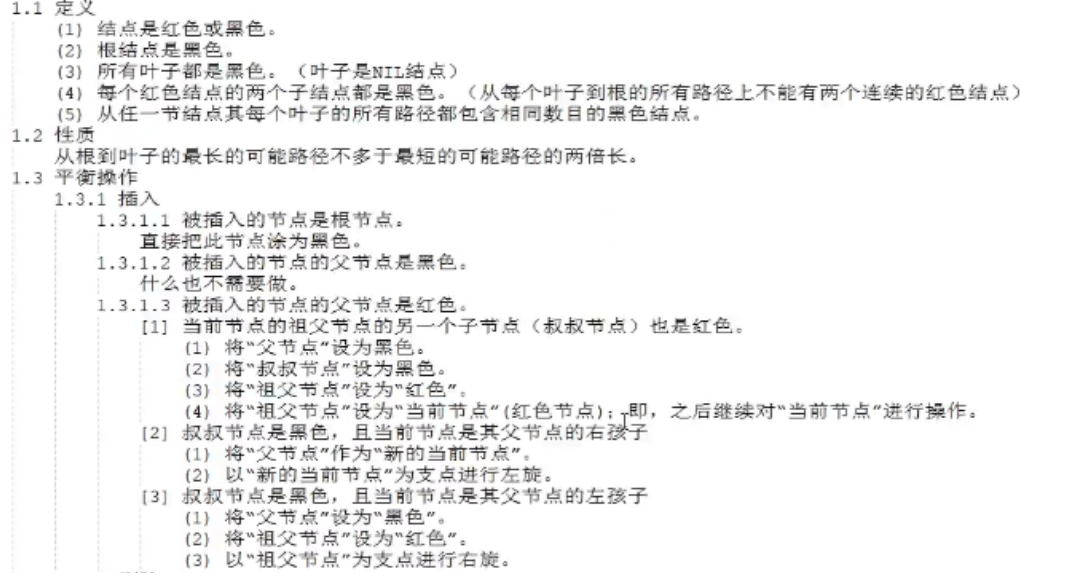 1.1 定义
(1) 结点是红色或黑色。
(2) 根结点是黑色。
(3) 所有叶子都是黑色。（叶子是NIL结点）
(4) 每个红色结点的两个子结点都是黑色。（从每个叶子到根的所有路径上不能有两个连续的红色结点）
(5) 从任一节结点其每个叶子的所有路径都包含相同数目的黑色结点。
1.2 性质
从根到叶子的最长的可能路径不多于最短的可能路径的两倍长。
1.3 平衡操作
1.3.1 插入
1.3.1.1 被插入的节点是根节点。
直接把此节点涂为黑色。
1.3.1.2 被插入的节点的父节点是黑色。
什么也不需要做。
1.3.1.3 被插入的节点的父节点是红色。
[1] 当前节点的祖父节点的另一个子节点（叔叔节点）也是红色。
(1) 将“父节点”设为黑色。
(2) 将“叔叔节点”设为黑色。
(3) 将“祖父节点”设为“红色”。
(4) 将“祖父节点”设为“当前节点”(红色节点)；即，之后继续对“当前节点”进行操作。
[2] 叔叔节点是黑色，且当前节点是其父节点的右孩子
(1) 将“父节点”作为“新的当前节点”。
(2) 以“新的当前节点”为支点进行左旋。
[3] 叔叔节点是黑色，且当前节点是其父节点的左孩子
(1) 将“父节点”设为“黑色”。
(2) 将“祖父节点”设为“红色”。
(3) 以“祖父节点”为支点进行右旋。